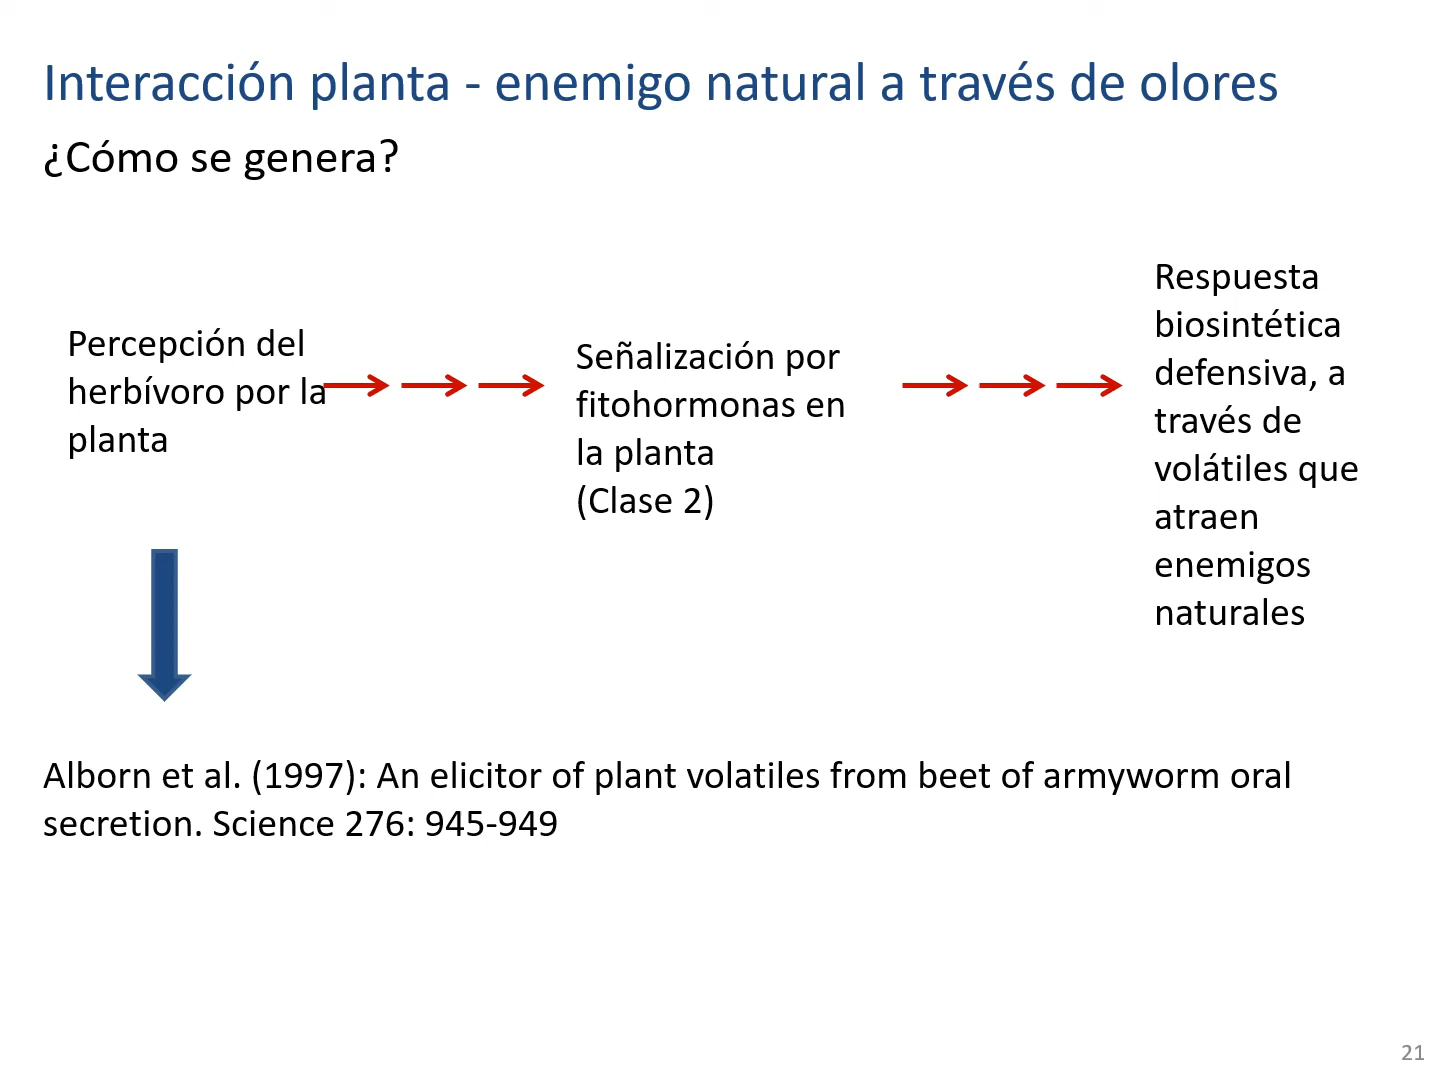 Interacción planta - enemigo natural a través de olores
¿Cómo se genera?
Percepción del
herbívoro por la
planta
Señalización por
fitohormonas en
la planta
(Clase 2)
Respuesta
biosintética
defensiva, a
través de
volátiles que
atraen
enemigos
naturales
Alborn et al. (1997): An elicitor of plant volatiles from beet of armyworm oral
secretion. Science 276: 945-949
21